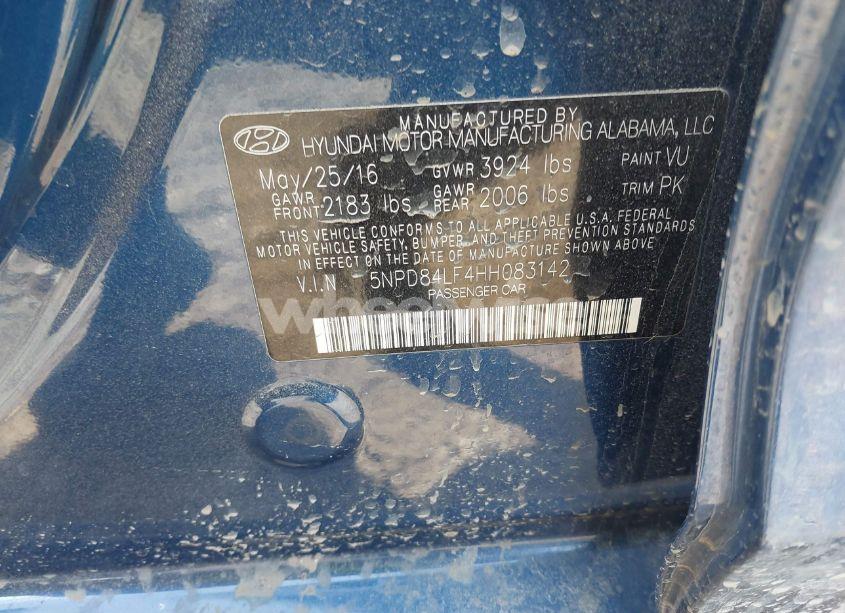 MANUFACTURED BY
HYUNDAI MOTOR MANUFACTURING ALABAMA, LLC
May/25/16 GVWR 3924 lbs PAINT VU
GAWR FRONT 2183 lbs GAWR REAR 2006 lbs TRIM PK
THIS VEHICLE CONFORMS TO ALL APPLICABLE U.S.A. FEDERAL
MOTOR VEHICLE SAFETY, BUMPER, AND THEFT PREVENTION STANDARDS
IN EFFECT ON THE DATE OF MANUFACTURE SHOWN ABOVE
V.I.N 5NPD84LF4HH083142
PASSENGER CAR